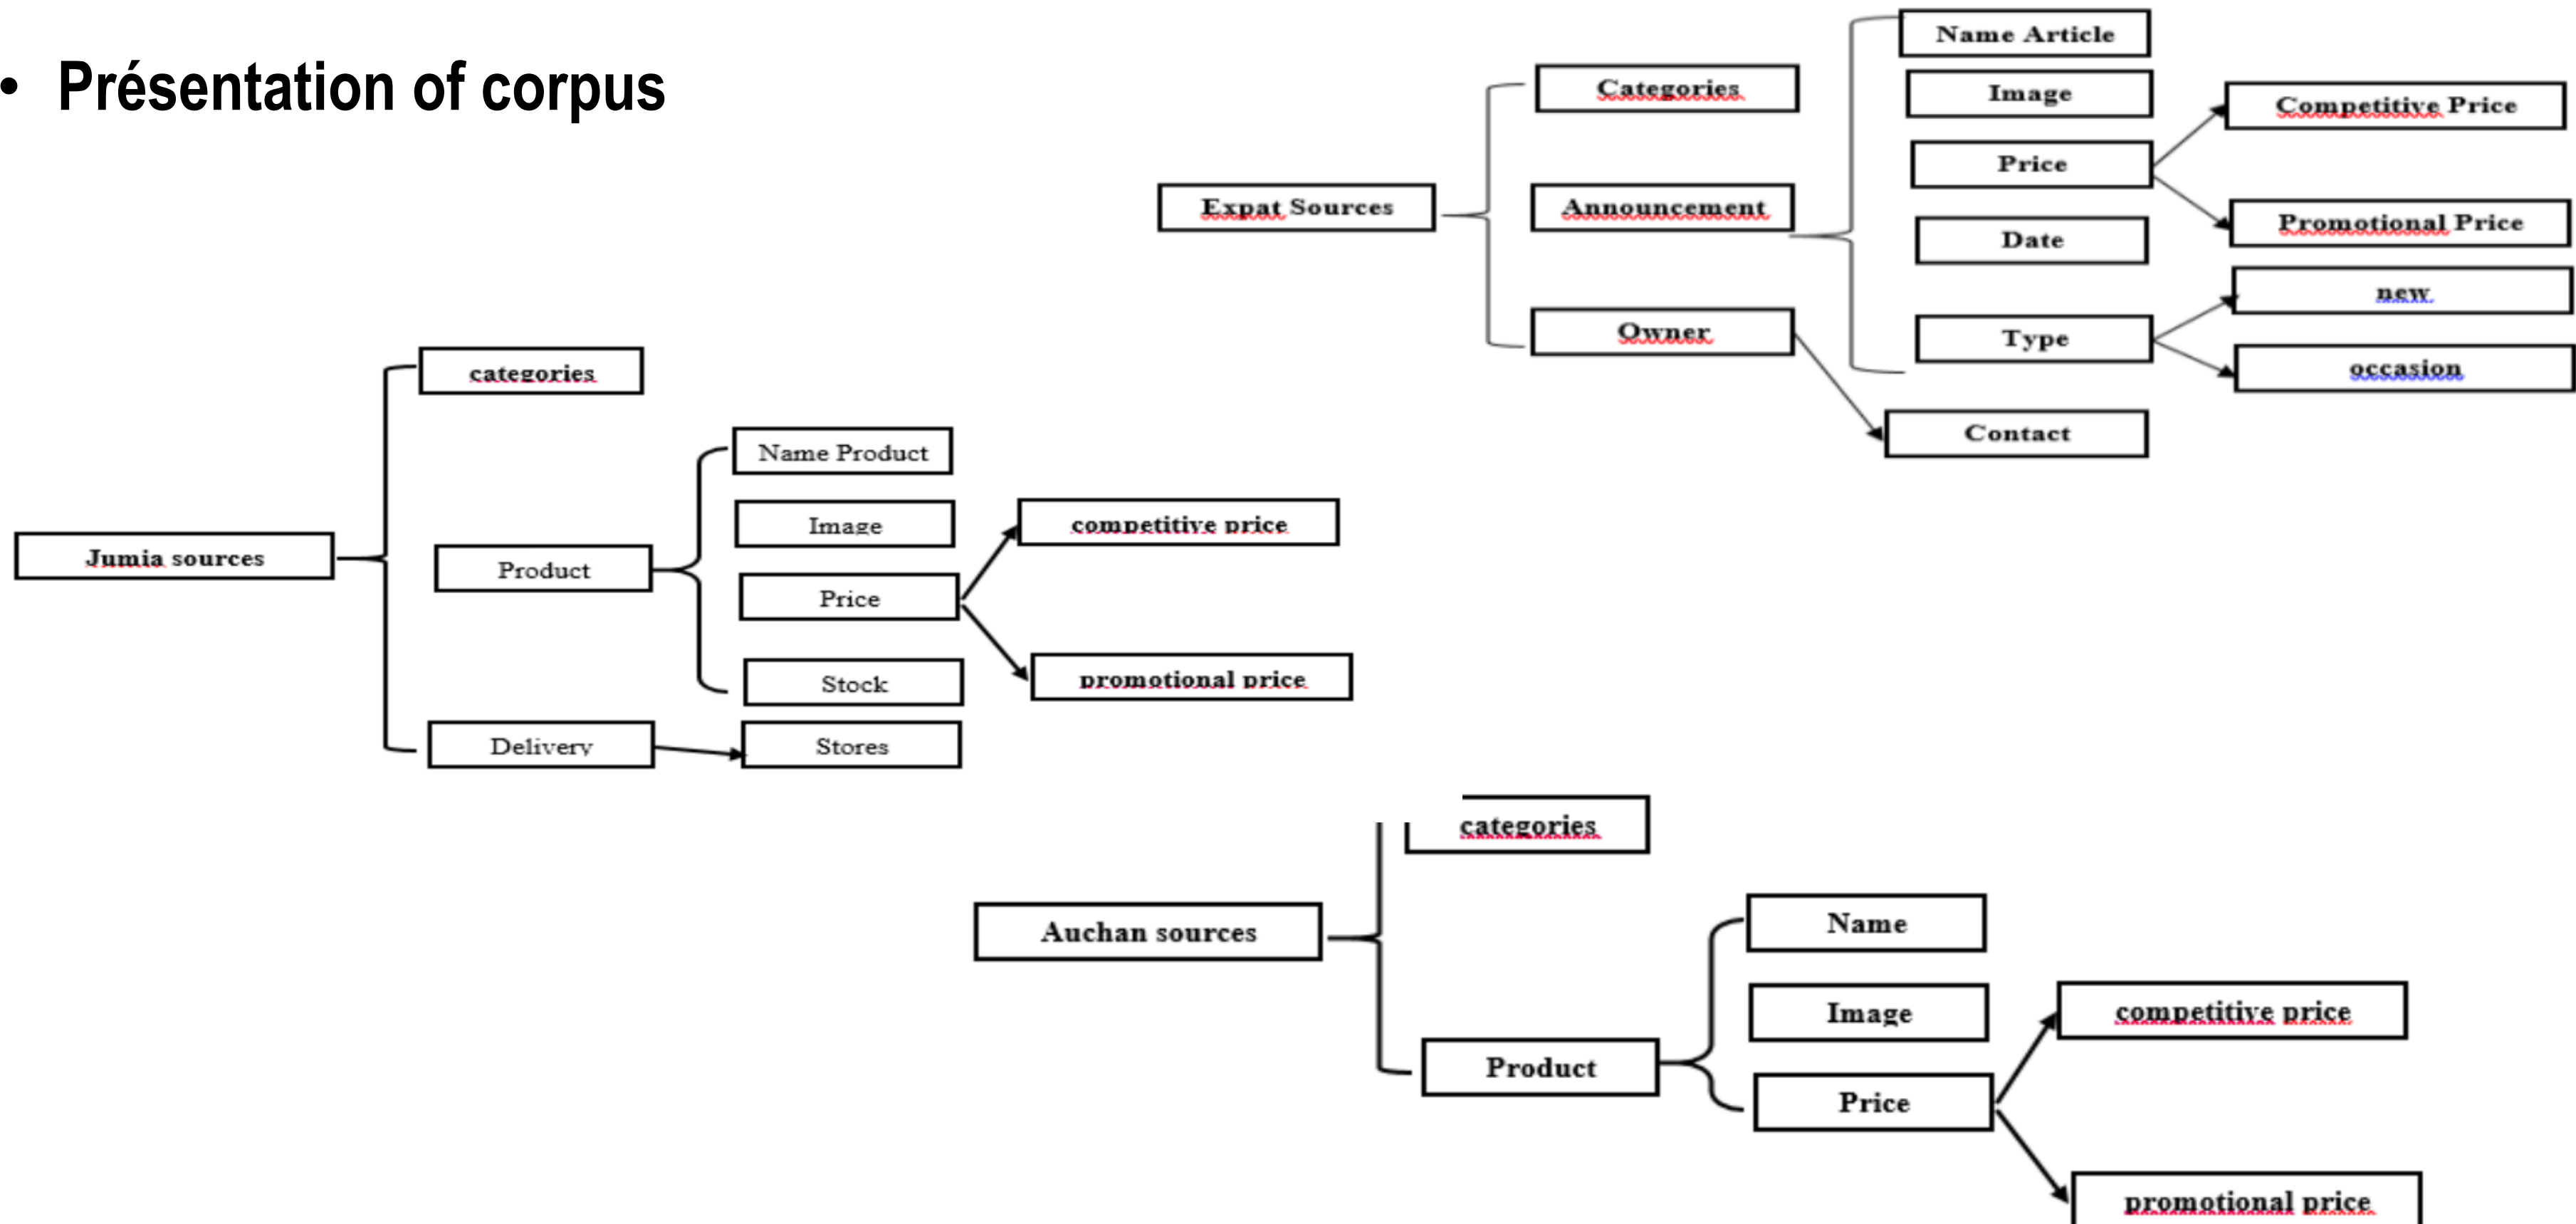 • Présentation of corpus
Expat Sources
Categories
Announcement
Owner
Name Article
Image
Price
Date
Type
Contact
Competitive Price
Promotional Price
new
occasion
Jumia sources
categories
Product
Delivery
Name Product
Image
Price
Stock
Stores
competitive price
promotional price
Auchan sources
categories
Product
Name
Image
Price
competitive price
promotional price